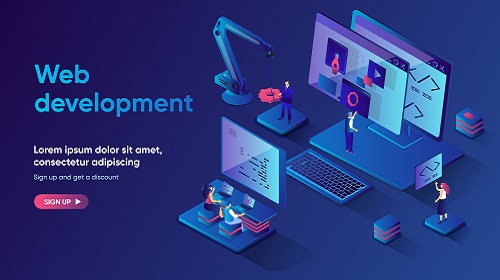 Web
development
Lorem ipsum dolor sit amet,
consectetur adipiscing
Sign up and get a discount
SIGN UP